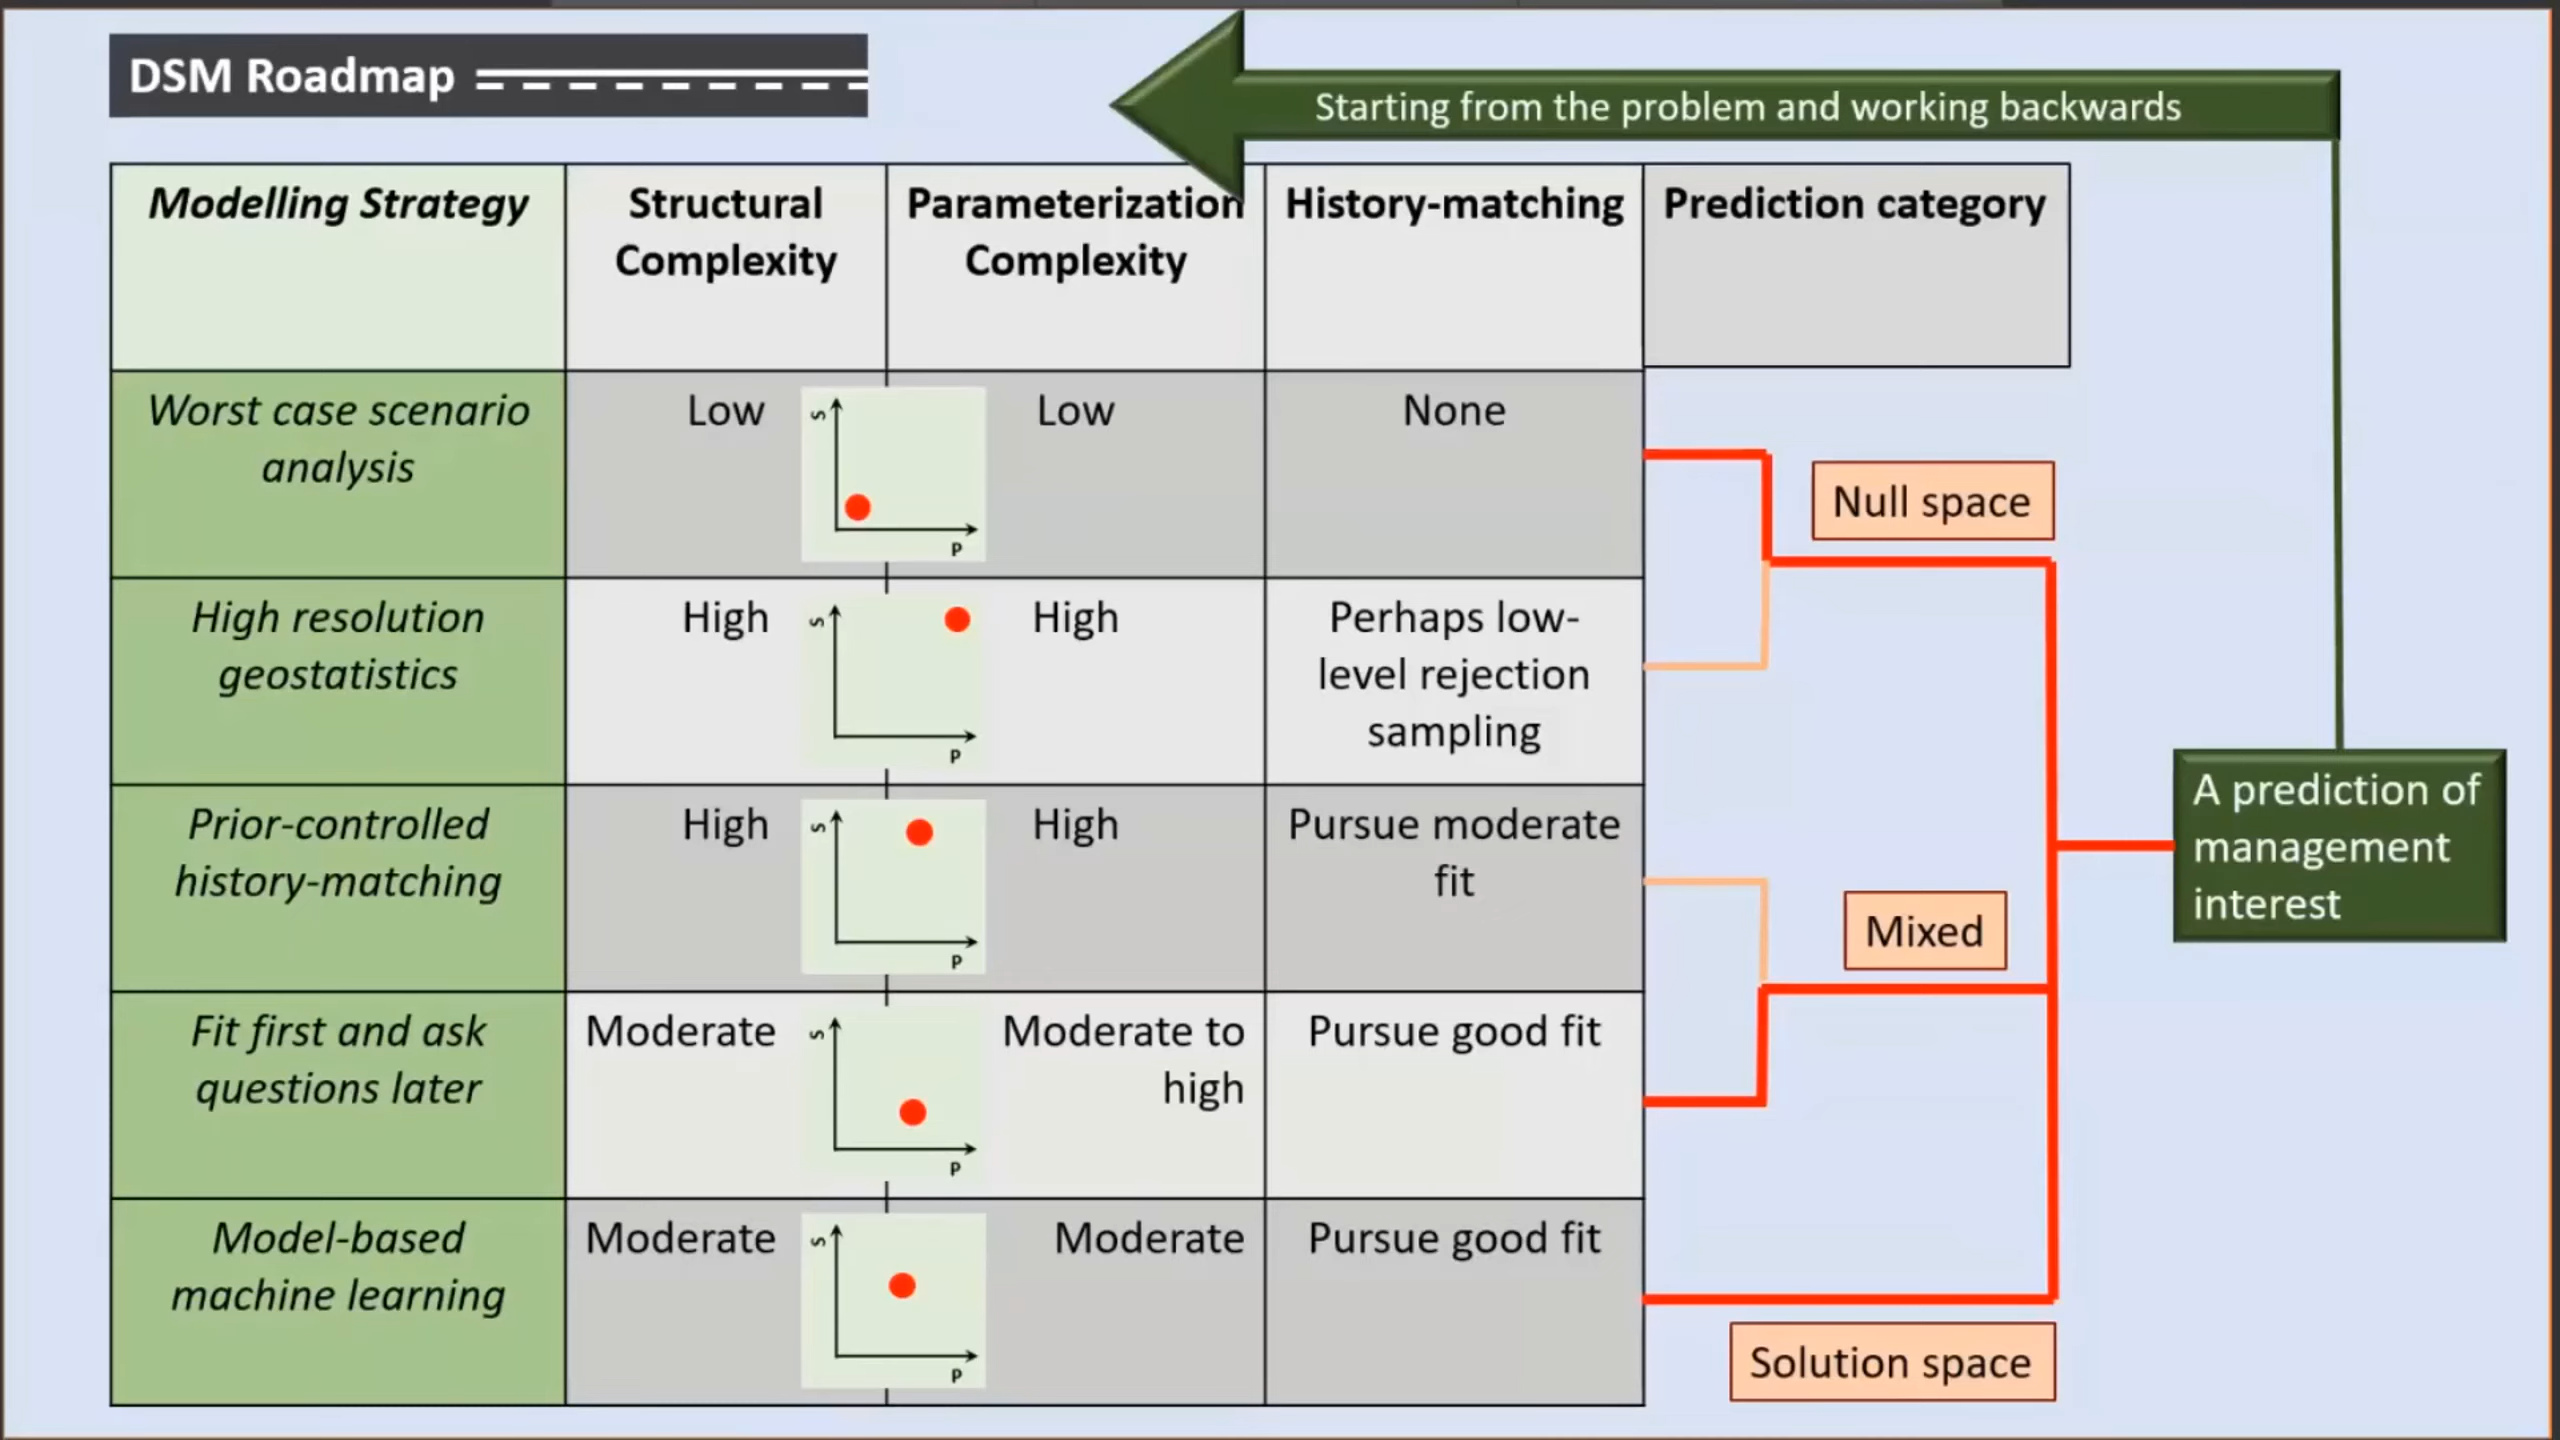 DSM Roadmap
Starting from the problem and working backwards
Modelling Strategy
Structural
Complexity
Parameterization
Complexity
History-matching
Prediction category
Worst case scenario
analysis
Low
S
P
Low
None
Null space
High resolution
geostatistics
High
S
P
High
Perhaps low-
level rejection
sampling
Prior-controlled
history-matching
High
S
P
High
Pursue moderate
fit
Mixed
A prediction of
management
interest
Fit first and ask
questions later
Moderate
S
P
Moderate to
high
Pursue good fit
Model-based
machine learning
Moderate
S
P
Moderate
Pursue good fit
Solution space